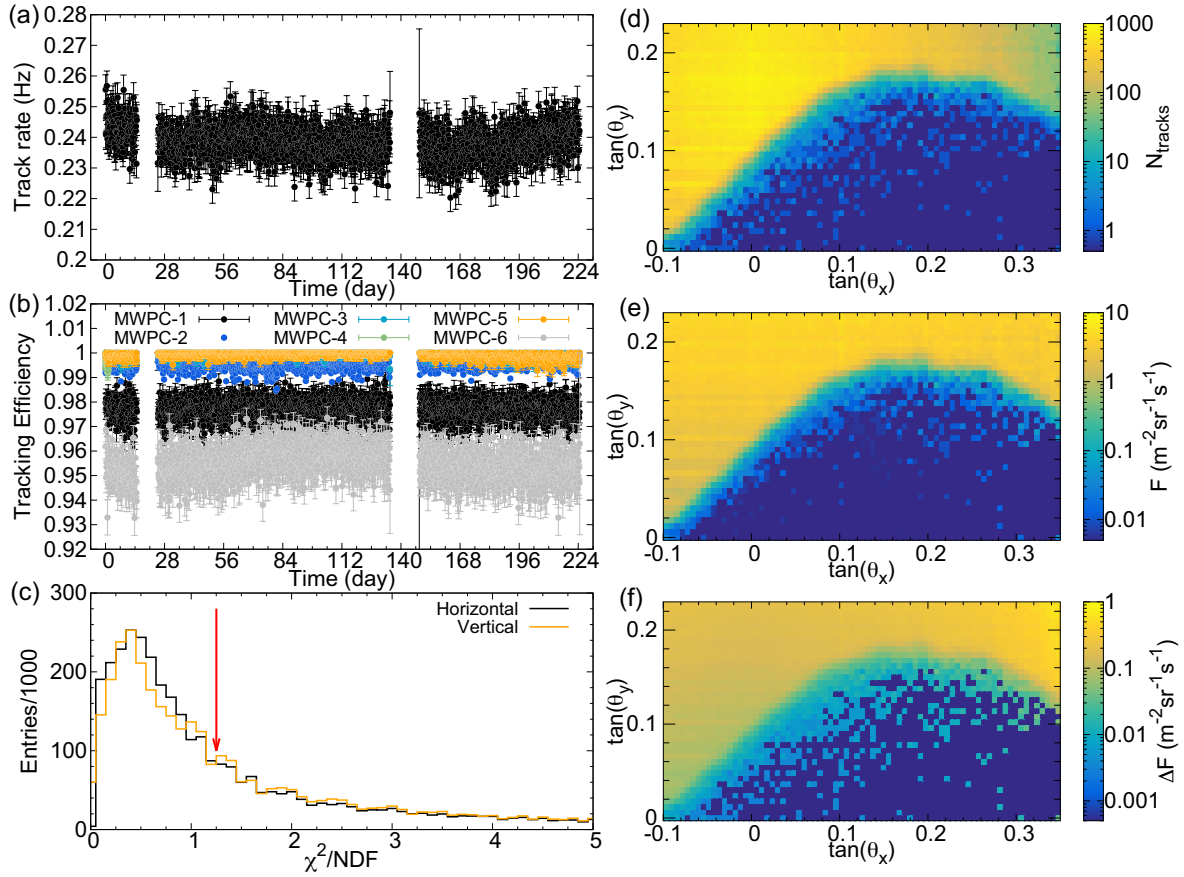 (a)
0.28
0.27
0.26
0.25
0.24
0.23
0.22
0.21
0.2
Track rate (Hz)
0 28 56 84 112 140 168 196 224
Time (day)
(b)
1.02
1.01
1
0.99
0.98
0.97
0.96
0.95
0.94
0.93
0.92
Tracking Efficiency
MWPC-1 MWPC-3 MWPC-5
MWPC-2 MWPC-4 MWPC-6
0 28 56 84 112 140 168 196 224
Time (day)
(c)
300
200
100
0
Entries/1000
Horizontal
Vertical
0 1 2 3 4 5
χ²/NDF
(d)
0.2
0.1
0
tan(θy)
-0.1 0 0.1 0.2 0.3
tan(θx)
1000
100
10
1
Ntracks
(e)
0.2
0.1
0
tan(θy)
-0.1 0 0.1 0.2 0.3
tan(θx)
10
1
0.1
0.01
F (m⁻²sr⁻¹s⁻¹)
(f)
0.2
0.1
0
tan(θy)
-0.1 0 0.1 0.2 0.3
tan(θx)
1
0.1
0.01
0.001
ΔF (m⁻²sr⁻¹s⁻¹)